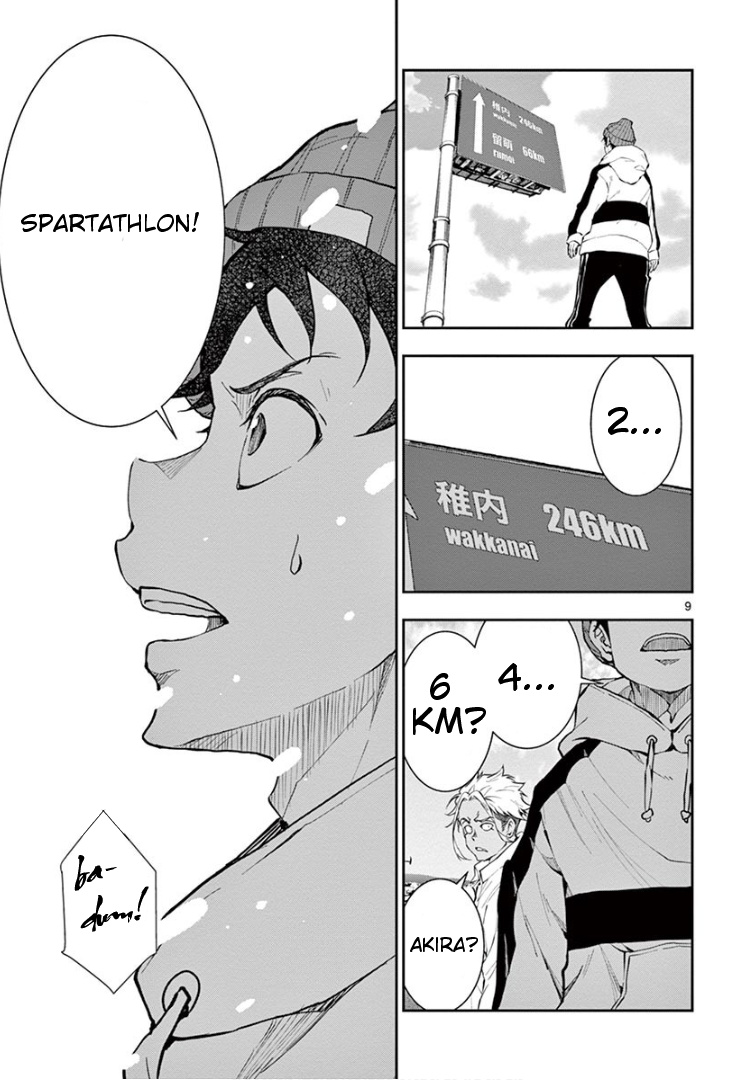 稚内 246km
wakkanai
留萌 66km
rumoi
2...
稚内 246km
wakkanai
9
4...
6
KM?
AKIRA?
SPARTATHLON!
ba-
dum!